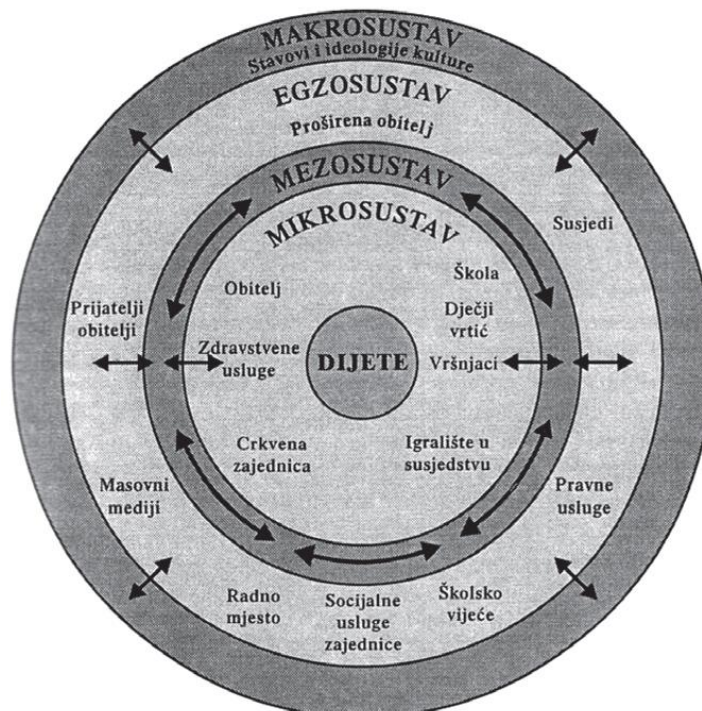 MAKROSUSTAV
Stavovi i ideologije kulture
EGZOSUSTAV
Proširena obitelj
MEZOSUSTAV
MIKROSUSTAV
Susjedi
Škola
Obitelj
Dječji
vrtić
Prijatelji
obitelji
Zdravstvene
usluge
DIJETE
Vršnjaci
Crkvena
zajednica
Igralište u
susjedstvu
Masovni
mediji
Pravne
usluge
Radno
mjesto
Socijalne
usluge
zajednice
Školsko
vijeće